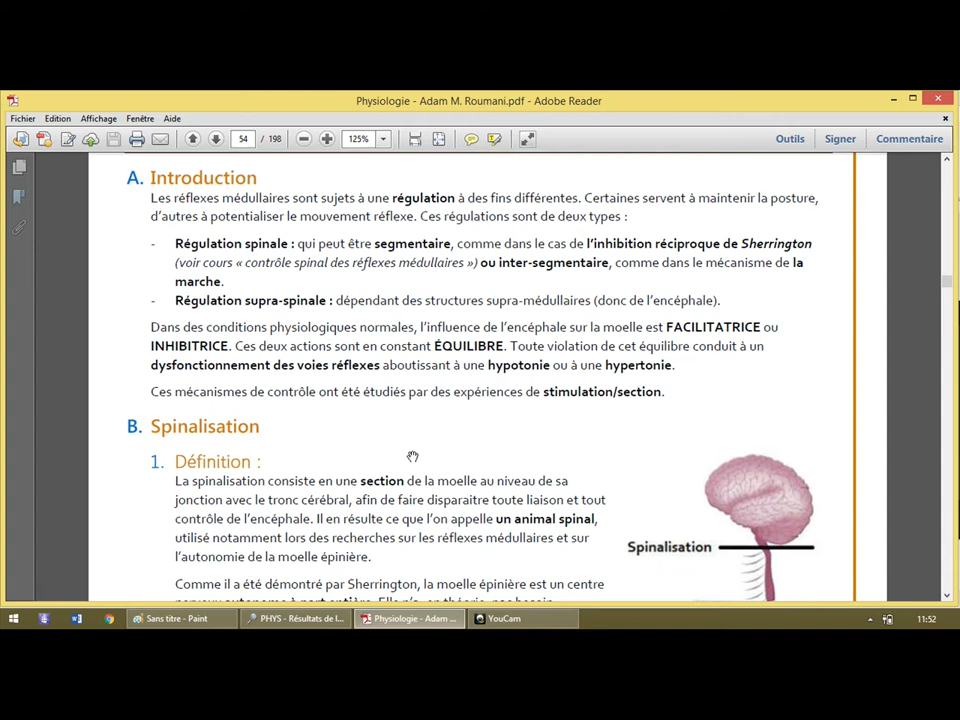 Physiologie - Adam M. Roumani.pdf - Adobe Reader
Fichier Edition Affichage Fenêtre Aide
54 / 198 125% Outils Signer Commentaire
A. Introduction
Les réflexes médullaires sont sujets à une régulation à des fins différentes. Certaines servent à maintenir la posture,
d'autres à potentialiser le mouvement réflexe. Ces régulations sont de deux types :
- Régulation spinale : qui peut être segmentaire, comme dans le cas de l'inhibition réciproque de Sherrington
(voir cours « contrôle spinal des réflexes médullaires ») ou inter-segmentaire, comme dans le mécanisme de la
marche.
- Régulation supra-spinale : dépendant des structures supra-médullaires (donc de l'encéphale).
Dans des conditions physiologiques normales, l'influence de l'encéphale sur la moelle est FACILITATRICE ou
INHIBITRICE. Ces deux actions sont en constant ÉQUILIBRE. Toute violation de cet équilibre conduit à un
dysfonctionnement des voies réflexes aboutissant à une hypotonie ou à une hypertonie.
Ces mécanismes de contrôle ont été étudiés par des expériences de stimulation/section.
B. Spinalisation
1. Définition :
La spinalisation consiste en une section de la moelle au niveau de sa
jonction avec le tronc cérébral, afin de faire disparaitre toute liaison et tout
contrôle de l'encéphale. Il en résulte ce que l'on appelle un animal spinal,
utilisé notamment lors des recherches sur les réflexes médullaires et sur
l'autonomie de la moelle épinière.
Spinalisation
Comme il a été démontré par Sherrington, la moelle épinière est un centre
Sans titre - Paint PHYS - Résultats de l... Physiologie - Adam ... YouCam 11:52